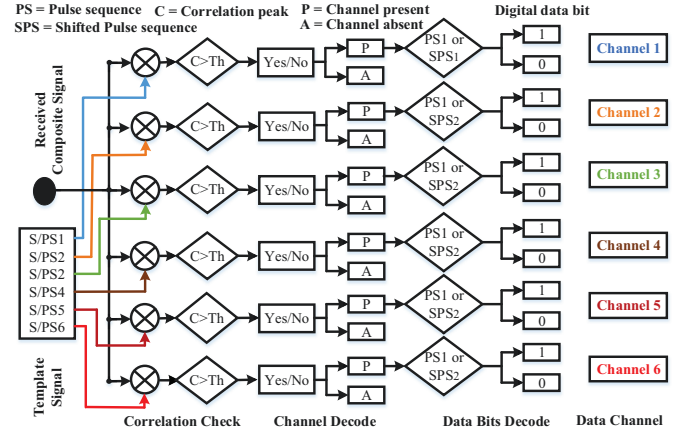 PS = Pulse sequence C = Correlation peak P = Channel present Digital data bit
SPS = Shifted Pulse sequence A = Channel absent
Received
Composite Signal
C>Th Yes/No P A PS1 or SPS1 1 0 Channel 1
C>Th Yes/No P A PS1 or SPS2 1 0 Channel 2
C>Th Yes/No P A PS1 or SPS2 1 0 Channel 3
C>Th Yes/No P A PS1 or SPS2 1 0 Channel 4
C>Th Yes/No P A PS1 or SPS2 1 0 Channel 5
C>Th Yes/No P A PS1 or SPS2 1 0 Channel 6
S/PS1
S/PS2
S/PS2
S/PS4
S/PS5
S/PS6
Template
Signal
Correlation Check Channel Decode Data Bits Decode Data Channel